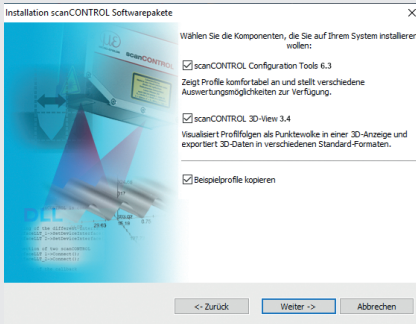 Installation scanCONTROL Softwarepakete
Wählen Sie die Komponenten, die Sie auf Ihrem System installieren
wollen:
scanCONTROL Configuration Tools 6.3
Zeigt Profile komfortabel an und stellt verschiedene
Auswertungsmöglichkeiten zur Verfügung.
scanCONTROL 3D-View 3.4
Visualisiert Profilfolgen als Punktewolke in einer 3D-Anzeige und
exportiert 3D-Daten in verschiedenen Standard-Formaten.
Beispielprofile kopieren
scanCONTROL
DLL
<- Zurück
Weiter ->
Abbrechen